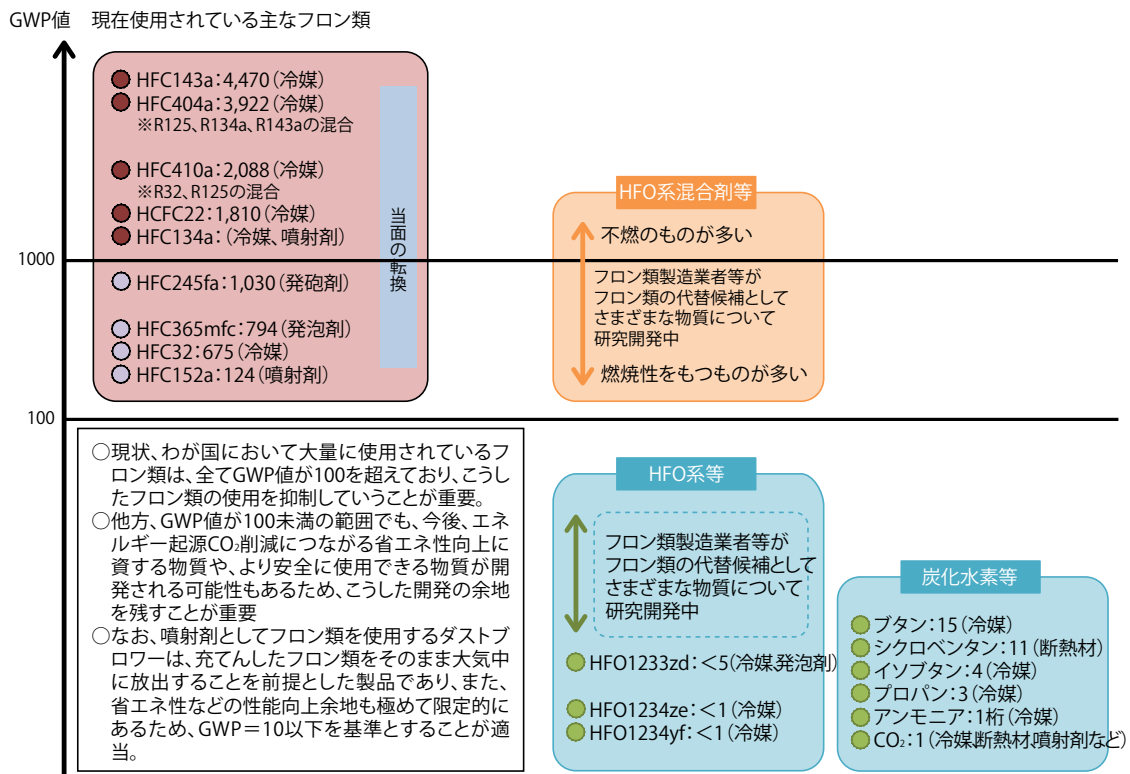 GWP値 現在使用されている主なフロン類
HFC143a：4,470（冷媒）
HFC404a：3,922（冷媒）
※R125、R134a、R143aの混合
HFC410a：2,088（冷媒）
※R32、R125の混合
HCFC22：1,810（冷媒）
HFC134a：（冷媒、噴射剤）
1000
HFC245fa：1,030（発砲剤）
HFC365mfc：794（発泡剤）
HFC32：675（冷媒）
HFC152a：124（噴射剤）
当面の転換
HFO系混合剤等
不燃のものが多い
フロン類製造業者等が
フロン類の代替候補として
さまざまな物質について
研究開発中
燃焼性をもつものが多い
100
○現状、わが国において大量に使用されているフ
ロン類は、全てGWP値が100を超えており、こうし
たフロン類の使用を抑制していうことが重要。
○他方、GWP値が100未満の範囲でも、今後、エネ
ルギー起源CO₂削減につながる省エネ性向上に
資する物質や、より安全に使用できる物質が開
発される可能性もあるため、こうした開発の余地
を残すことが重要
○なお、噴射剤としてフロン類を使用するダストブ
ロワーは、充てんしたフロン類をそのまま大気中
に放出することを前提とした製品であり、また、
省エネ性などの性能向上余地も極めて限定的に
あるため、GWP＝10以下を基準とすることが適
当。
HFO系等
フロン類製造業者等が
フロン類の代替候補として
さまざまな物質について
研究開発中
HFO1233zd：<5（冷媒、発泡剤）
HFO1234ze：<1（冷媒）
HFO1234yf：<1（冷媒）
炭化水素等
ブタン：15（冷媒）
シクロベンタン：11（断熱材）
イソブタン：4（冷媒）
プロパン：3（冷媒）
アンモニア：1桁（冷媒）
CO₂：1（冷媒、断熱材、噴射剤など）